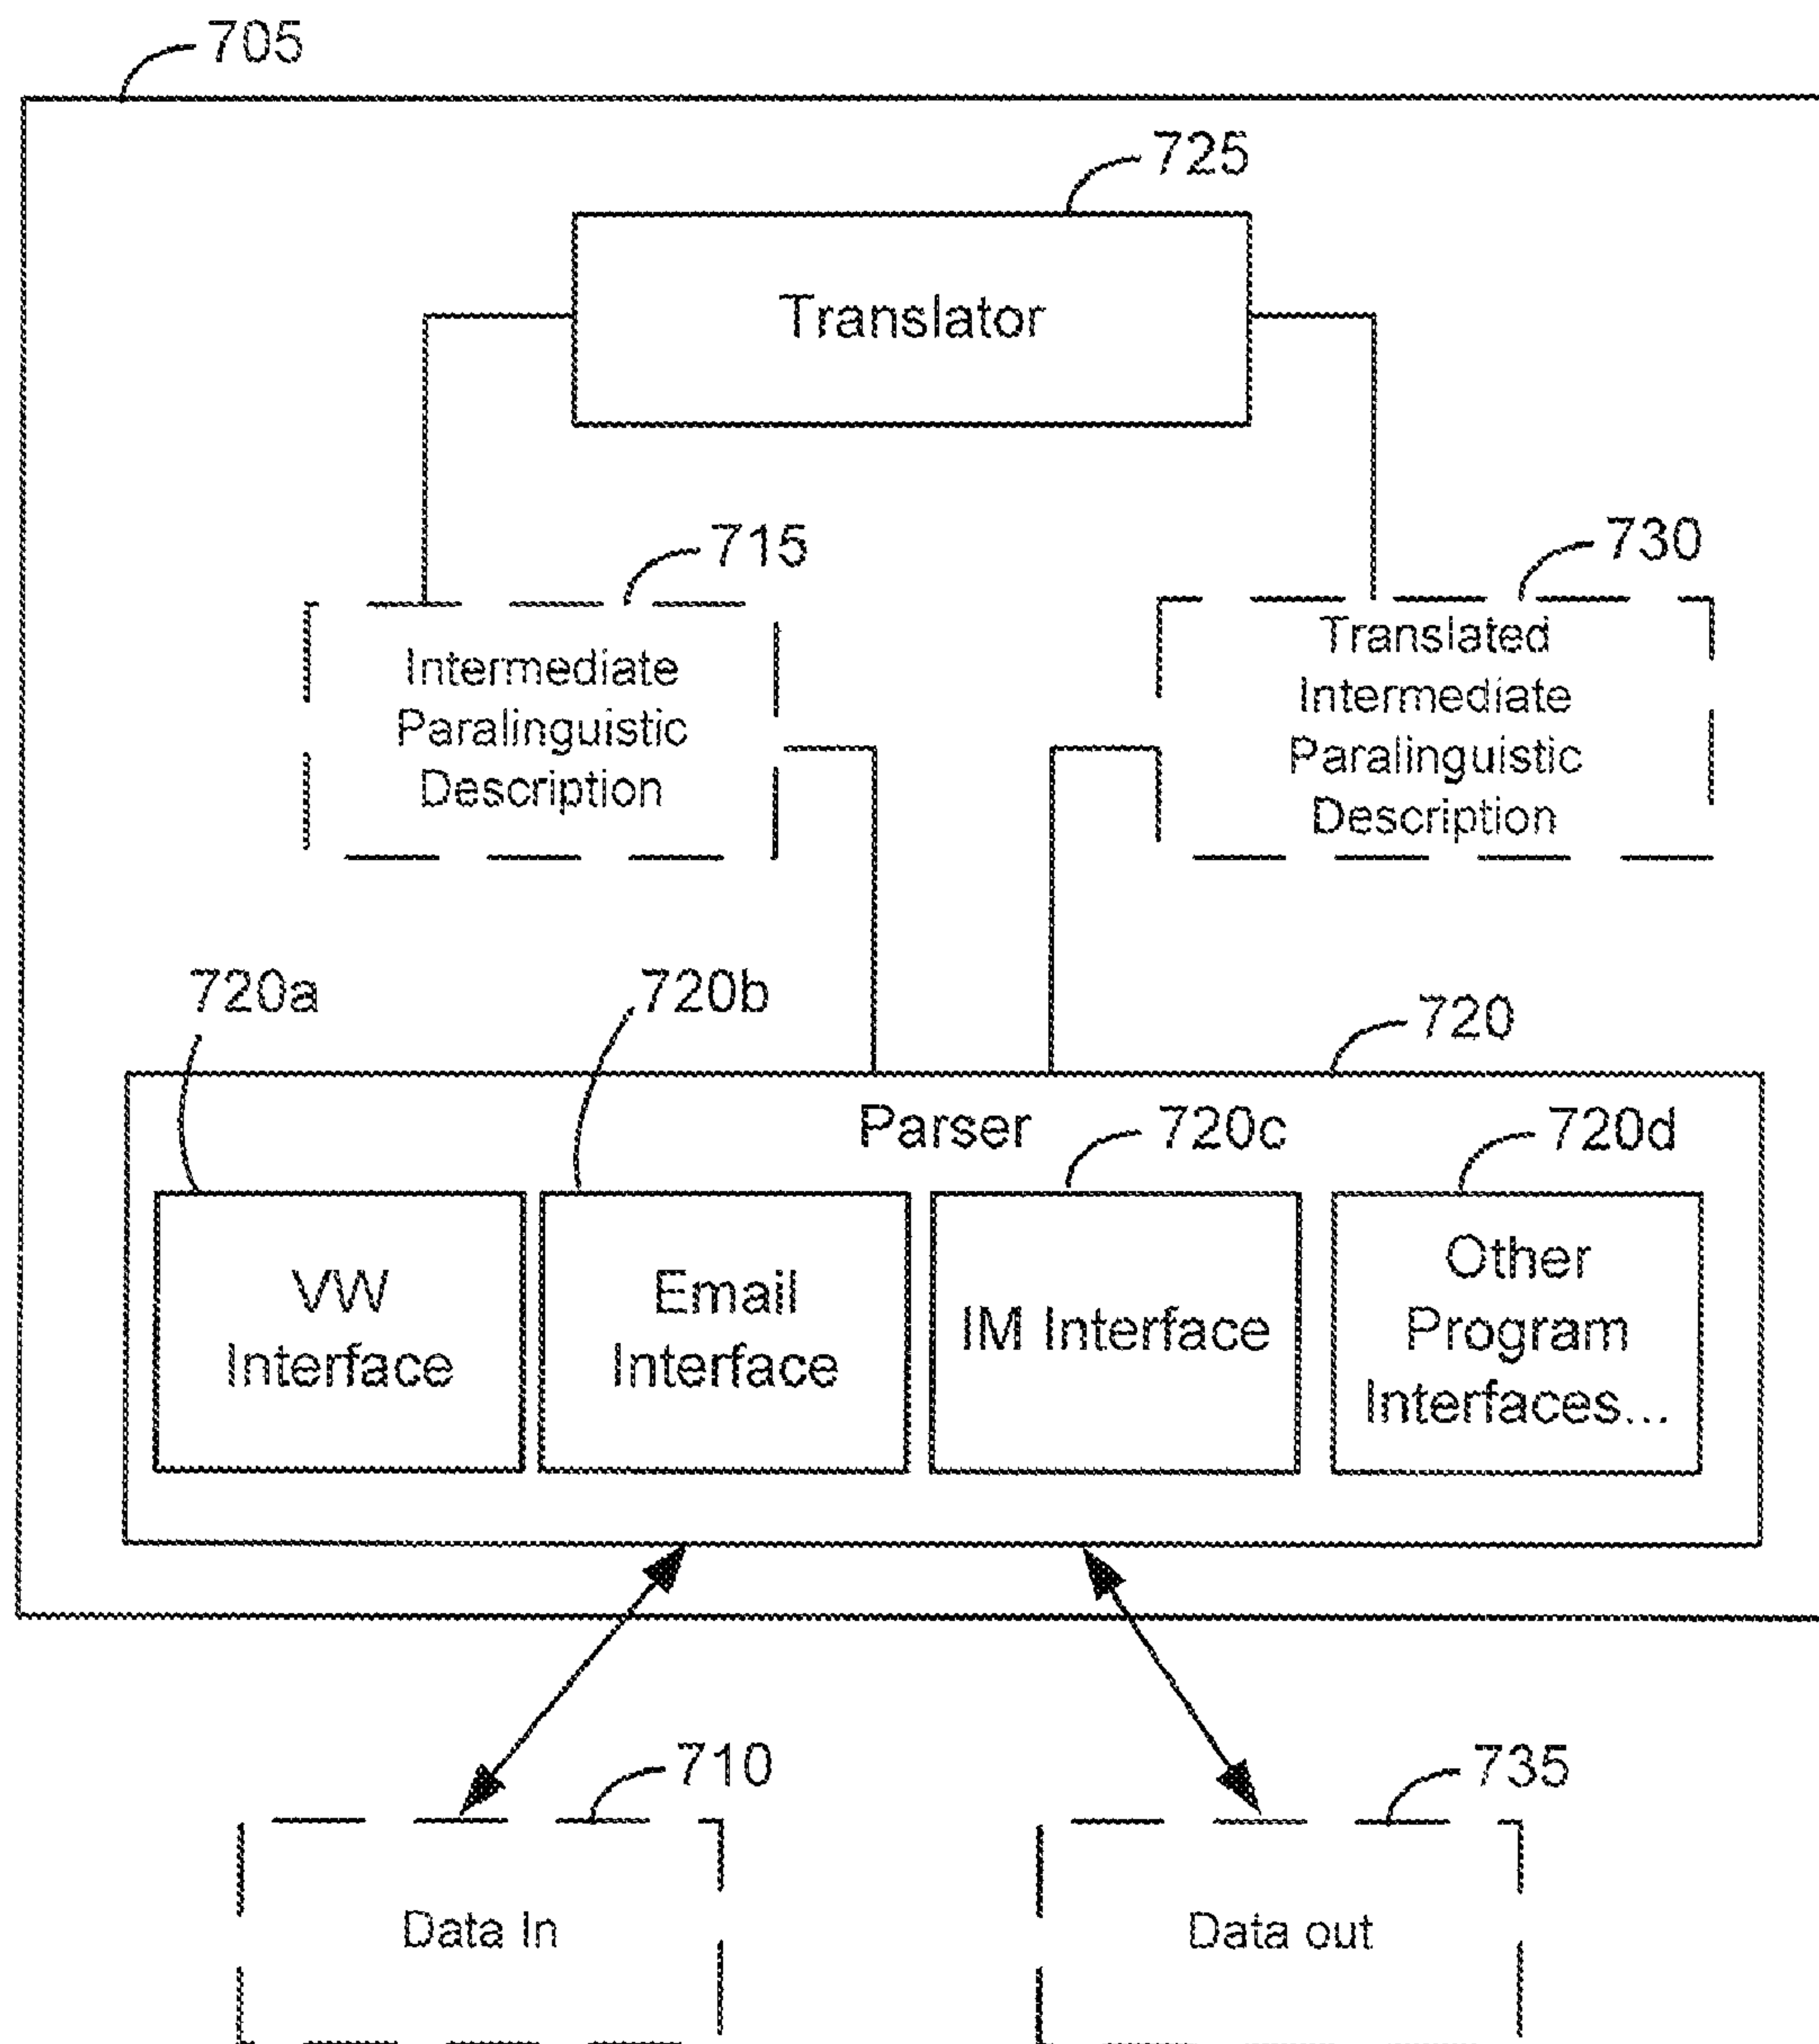 705
725
Translator
715
730
Intermediate
Paralinguistic
Description
Translated
Intermediate
Paralinguistic
Description
720a
720b
720
Parser
720c
720d
VW
Interface
Email
Interface
IM Interface
Other
Program
Interfaces...
710
735
Data In
Data out